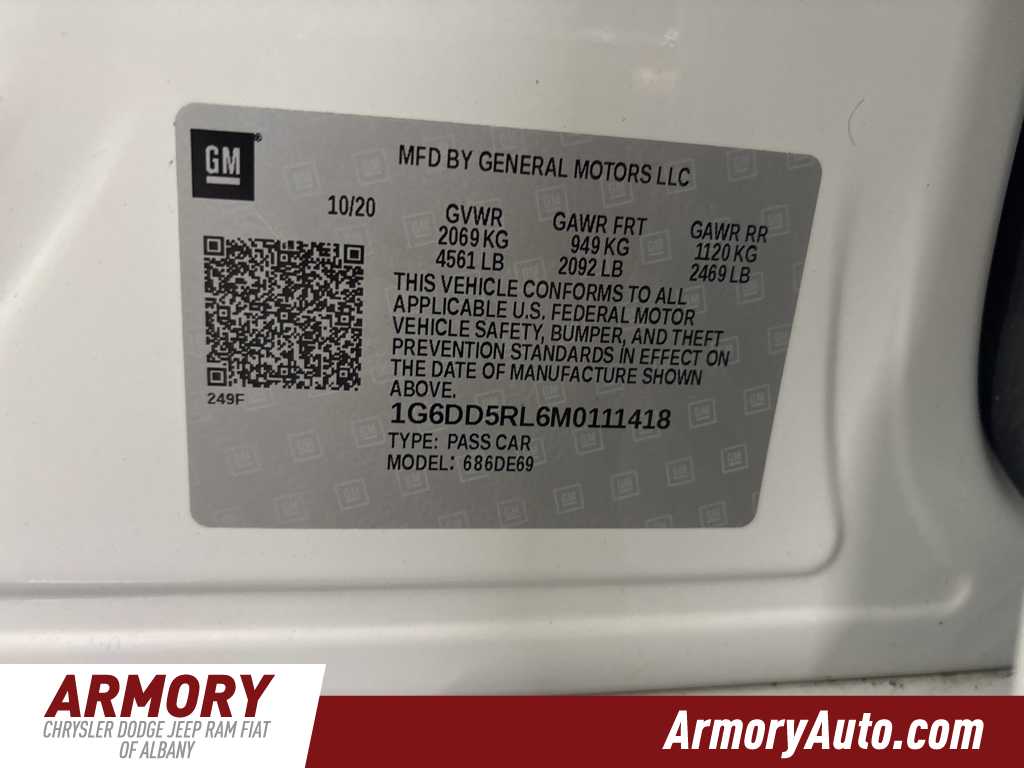 GM
MFD BY GENERAL MOTORS LLC
10/20
GVWR GAWR FRT GAWR RR
2069 KG 949 KG 1120 KG
4561 LB 2092 LB 2469 LB
THIS VEHICLE CONFORMS TO ALL
APPLICABLE U.S. FEDERAL MOTOR
VEHICLE SAFETY, BUMPER, AND THEFT
PREVENTION STANDARDS IN EFFECT ON
THE DATE OF MANUFACTURE SHOWN
ABOVE.
249F
1G6DD5RL6M0111418
TYPE: PASS CAR
MODEL: 686DE69
ARMORY
CHRYSLER DODGE JEEP RAM FIAT
OF ALBANY
ArmoryAuto.com